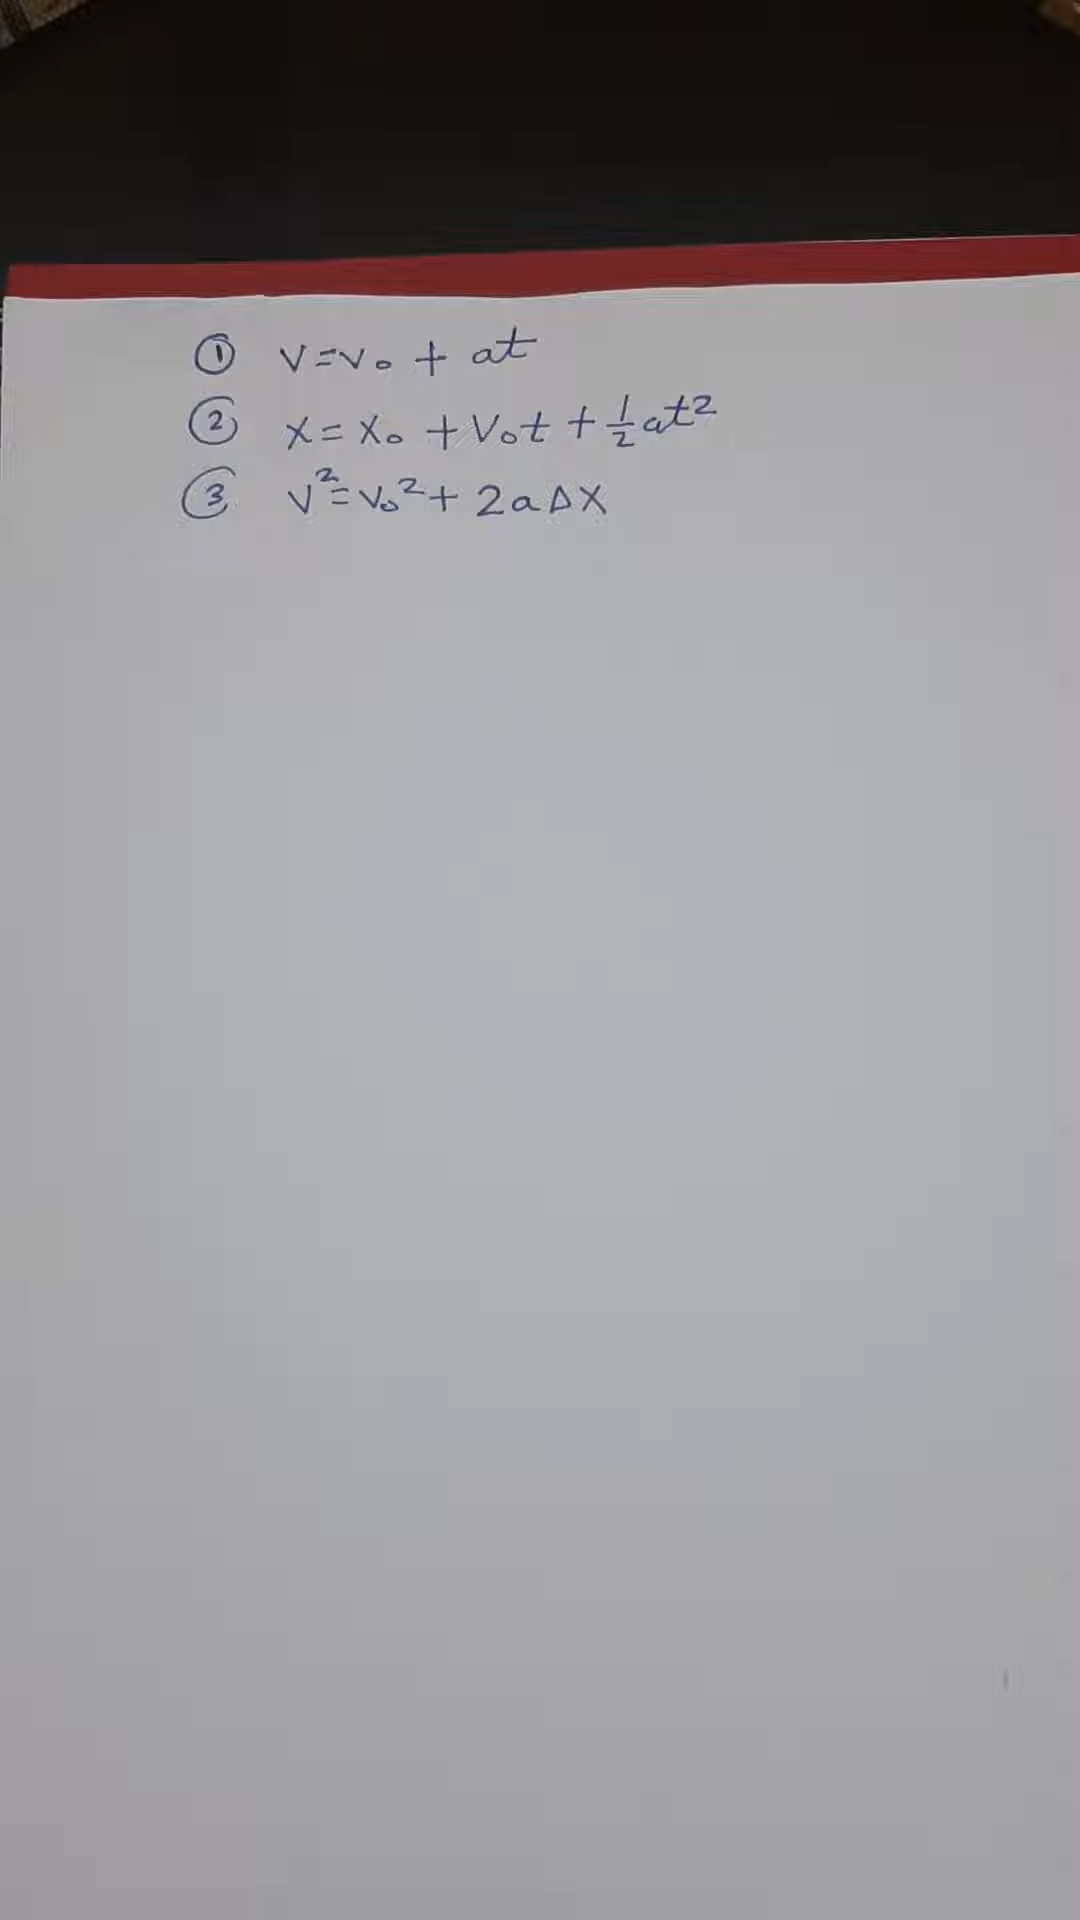 ① v=v₀ + at
② x=x₀ + v₀t + ½at²
③ v²=v₀²+ 2aΔx